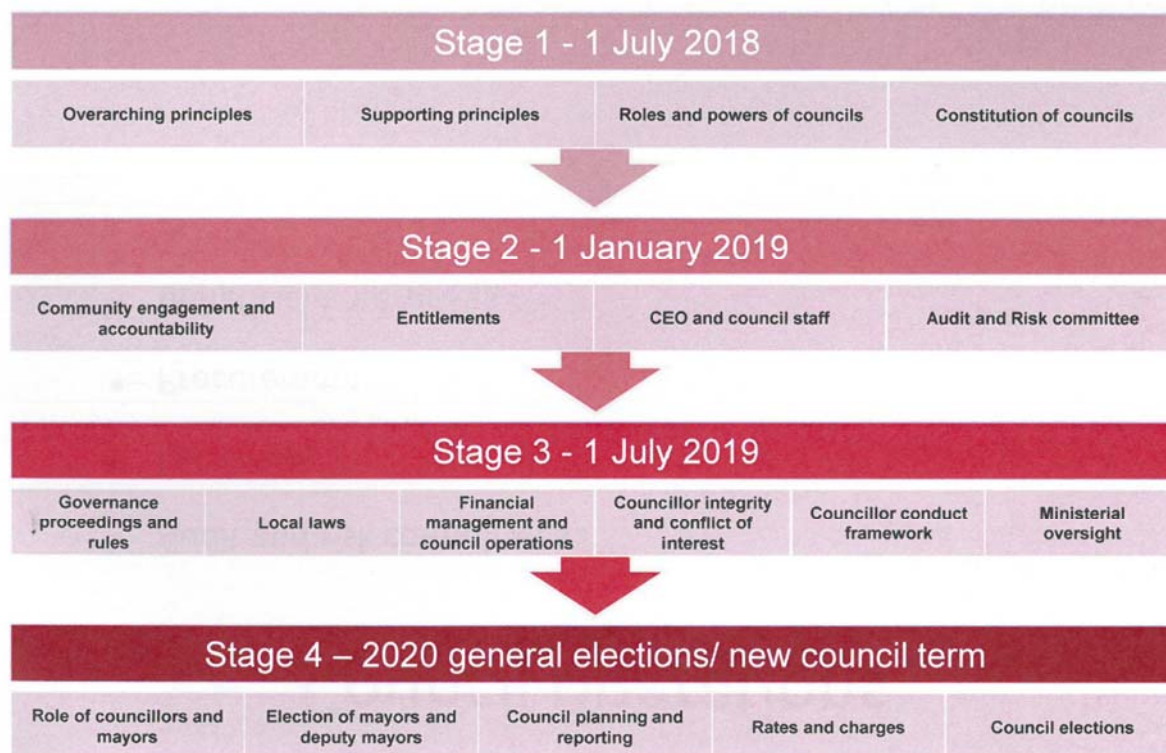 Stage 1 - 1 July 2018
Overarching principles
Supporting principles
Roles and powers of councils
Constitution of councils
Stage 2 - 1 January 2019
Community engagement and
accountability
Entitlements
CEO and council staff
Audit and Risk committee
Stage 3 - 1 July 2019
Governance
proceedings and
rules
Local laws
Financial
management and
council operations
Councillor integrity
and conflict of
interest
Councillor conduct
framework
Ministerial
oversight
Stage 4 – 2020 general elections/ new council term
Role of councillors and
mayors
Election of mayors and
deputy mayors
Council planning and
reporting
Rates and charges
Council elections